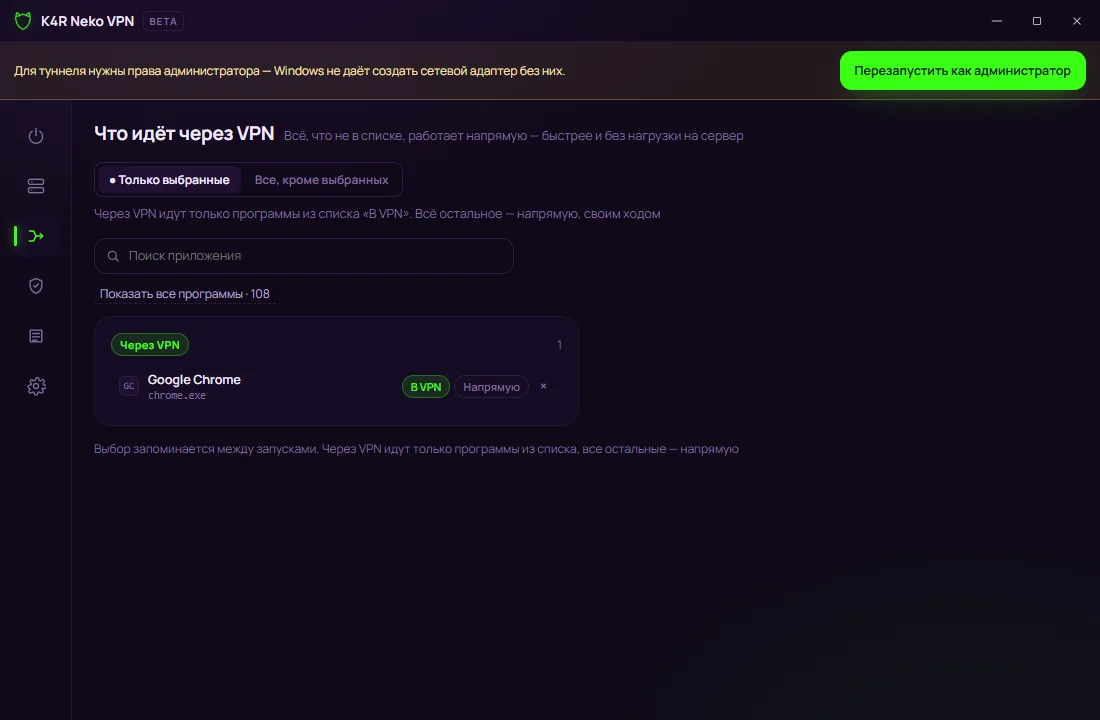 K4R Neko VPN BETA
Для туннеля нужны права администратора — Windows не даёт создать сетевой адаптер без них.
Перезапустить как администратор
Что идёт через VPN Всё, что не в списке, работает напрямую — быстрее и без нагрузки на сервер
Только выбранные Все, кроме выбранных
Через VPN идут только программы из списка «В VPN». Всё остальное — напрямую, своим ходом
Поиск приложения
Показать все программы · 108
Через VPN 1
GC Google Chrome
chrome.exe
В VPN Напрямую ×
Выбор запоминается между запусками. Через VPN идут только программы из списка, все остальные — напрямую